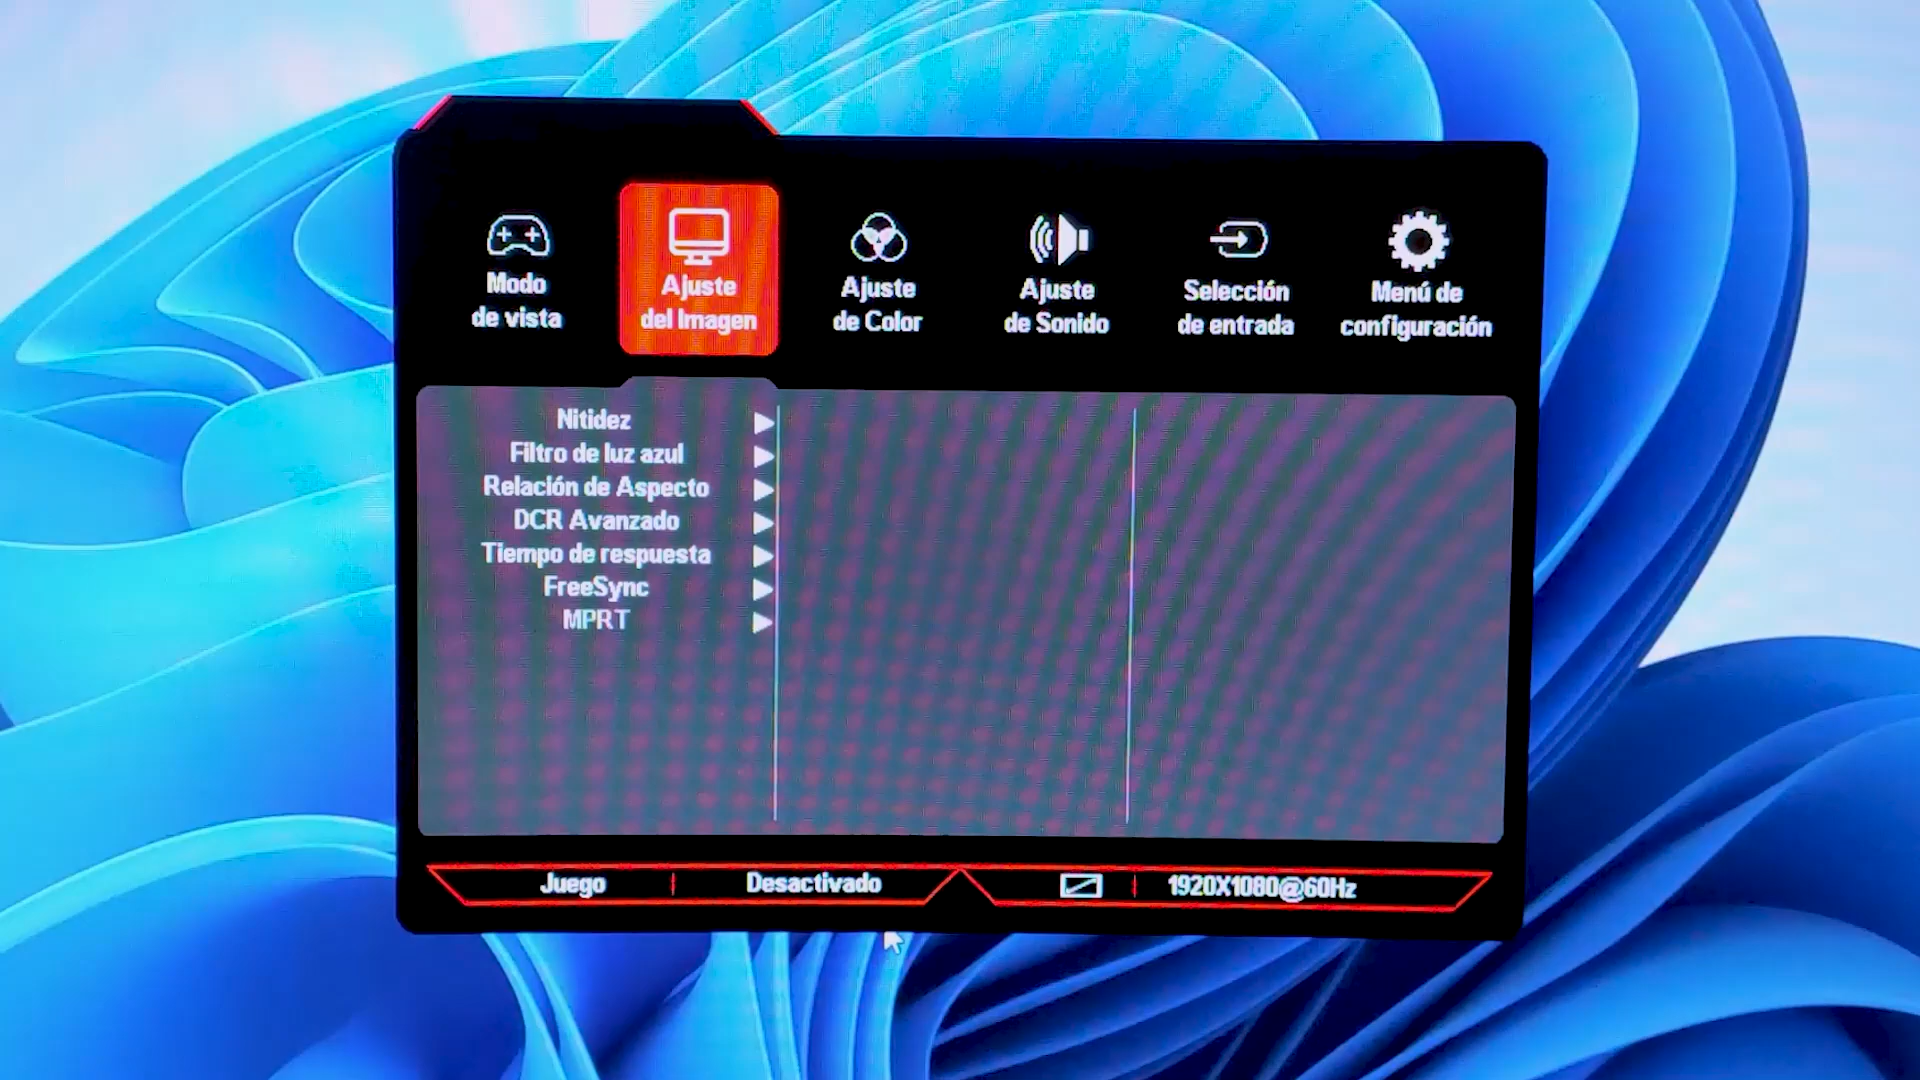 Modo
de vista
Ajuste
del Imagen
Ajuste
de Color
Ajuste
de Sonido
Selección
de entrada
Menú de
configuración
Nitidez
Filtro de luz azul
Relación de Aspecto
DCR Avanzado
Tiempo de respuesta
FreeSync
MPRT
Juego
Desactivado
1920X1080@60Hz